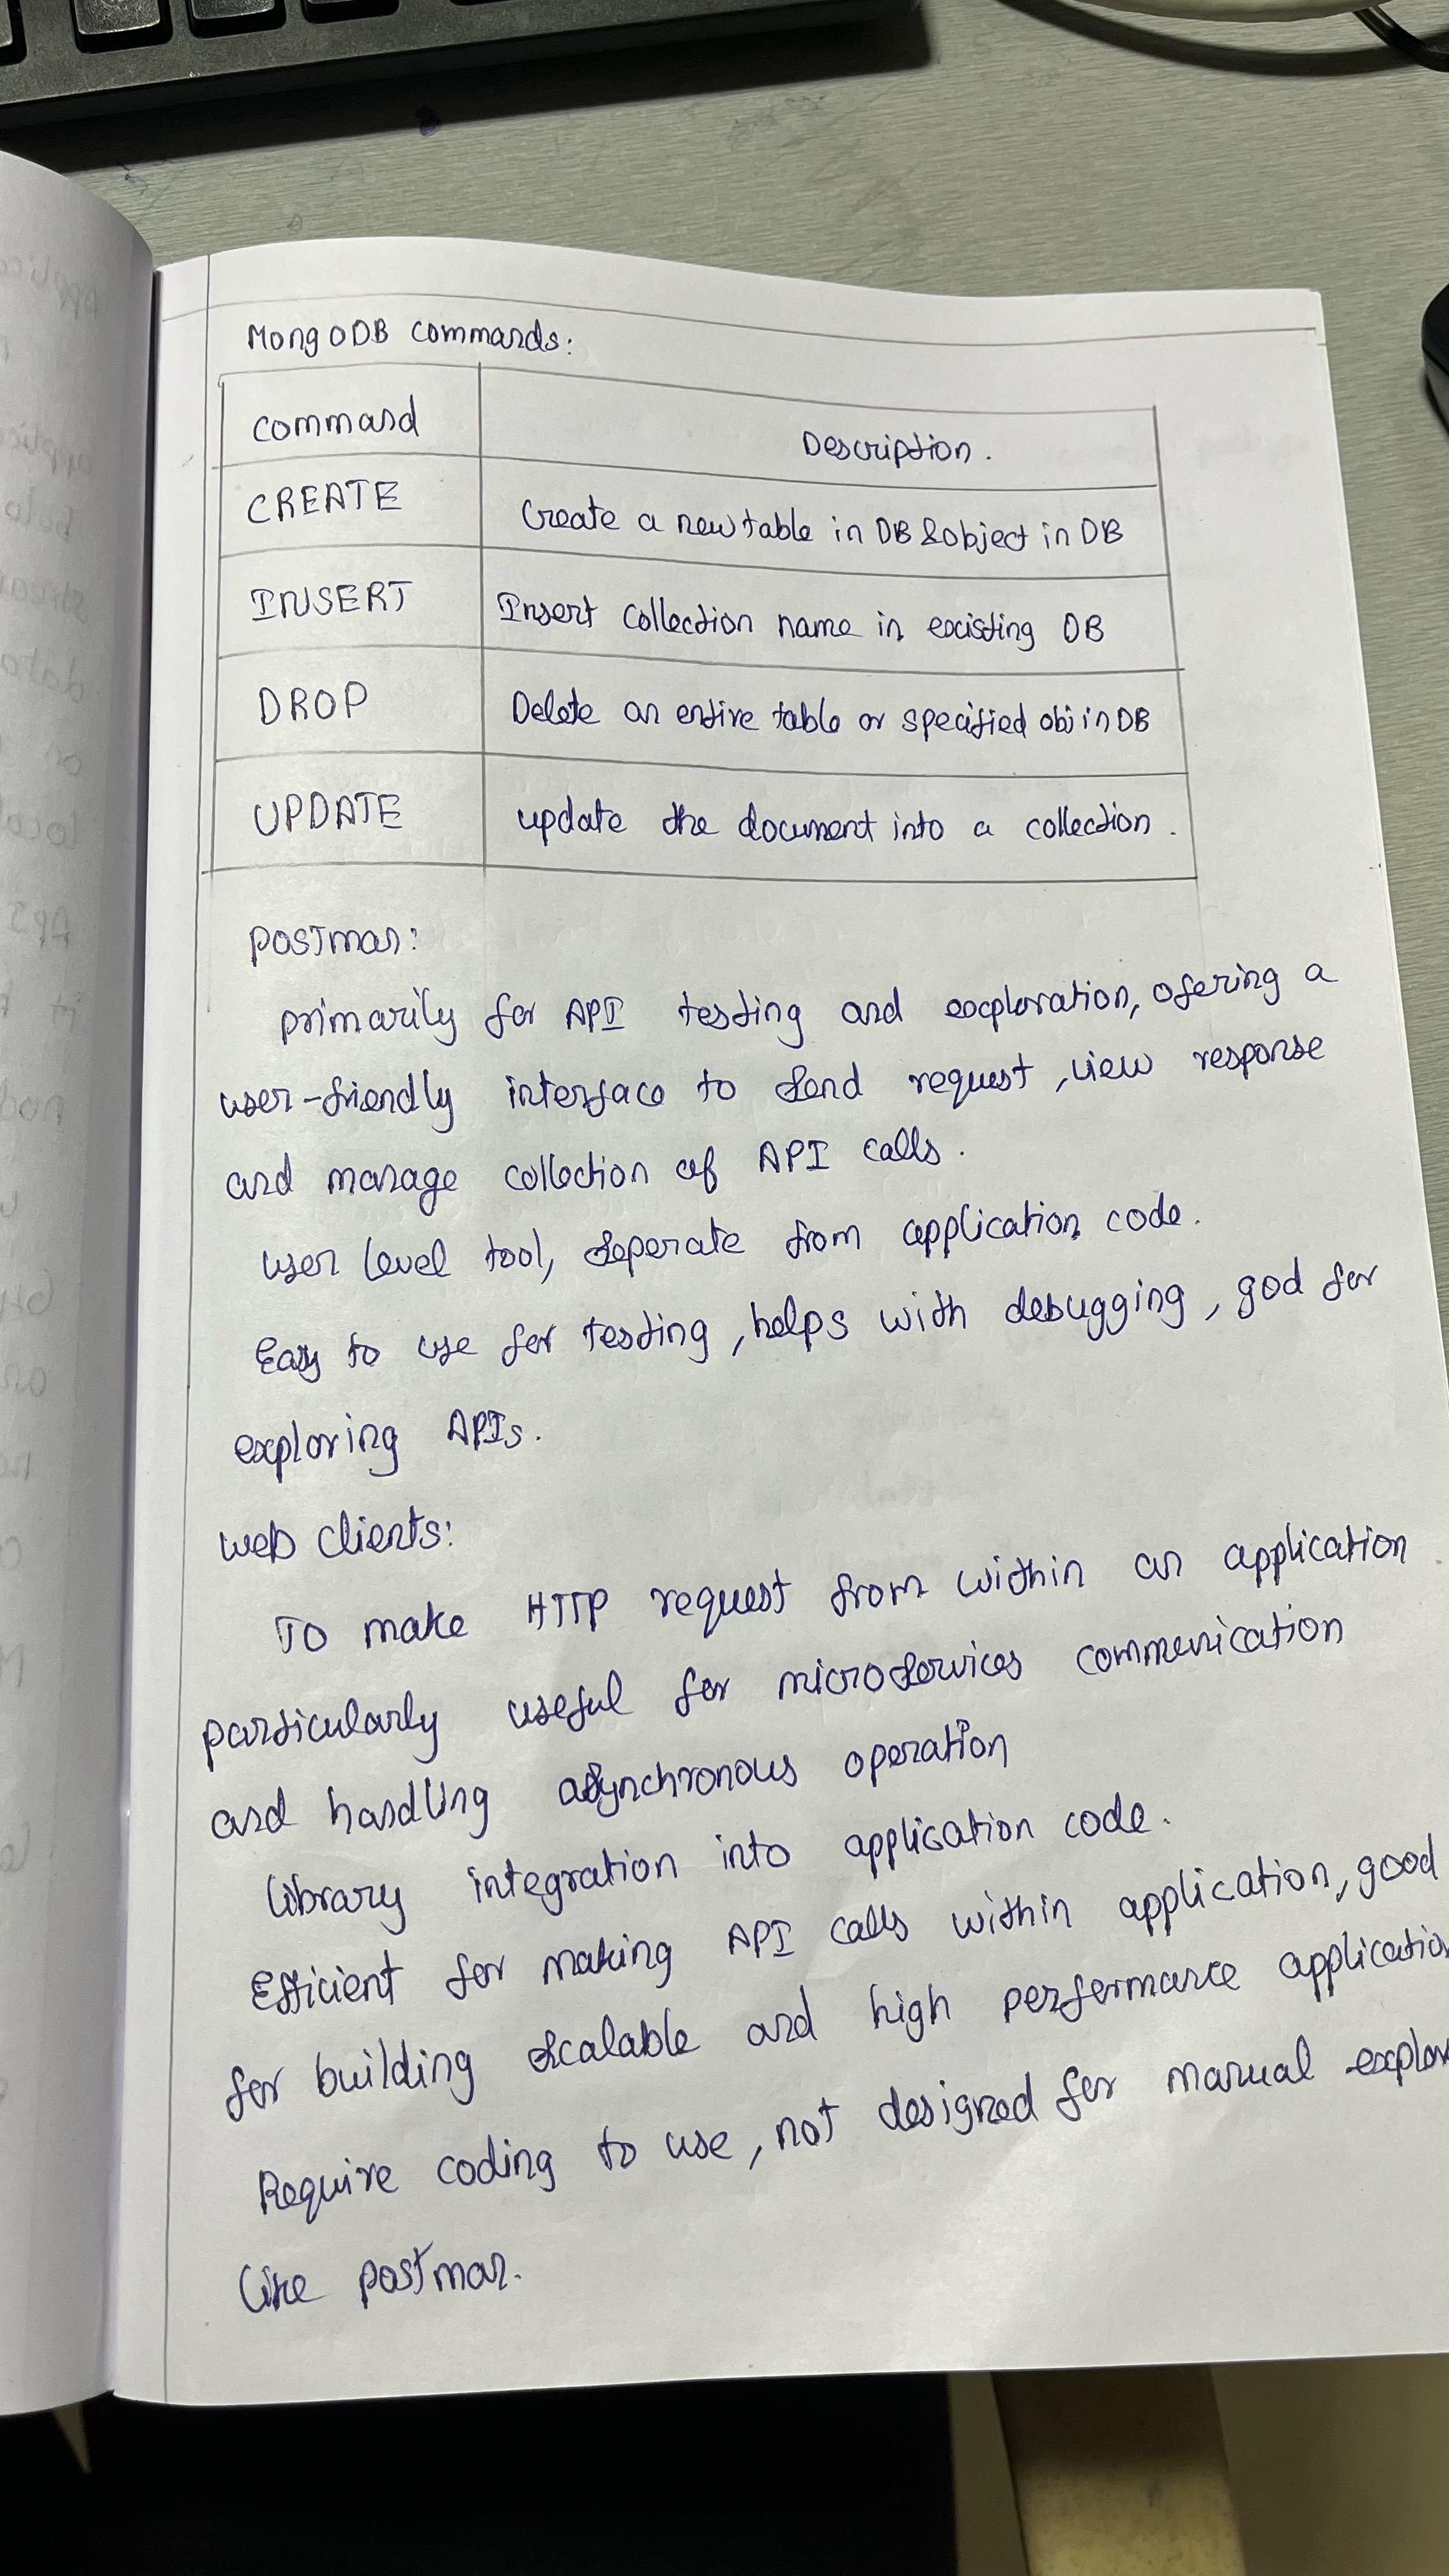 MongoDB commands:
command Description.
CREATE Create a new table in DB & object in DB
INSERT Insert collection name in existing DB
DROP Delete an entire table or specified obj in DB
UPDATE update the document into a collection.
postman:
primarily for API testing and exploration, ofering a
user-friendly interface to send request, view response
and manage collection of API calls.
user level tool, seperate from application code.
Easy to use for testing, helps with debugging, god for
exploring APIs.
web clients:
To make HTTP request from within an application
particularly useful for microservices communication
and handling asynchronous operation
library integration into application code.
Efficient for making API calls within application, good
for building scalable and high performance applicatio
Require coding to use, not designed for manual explor
like postman.